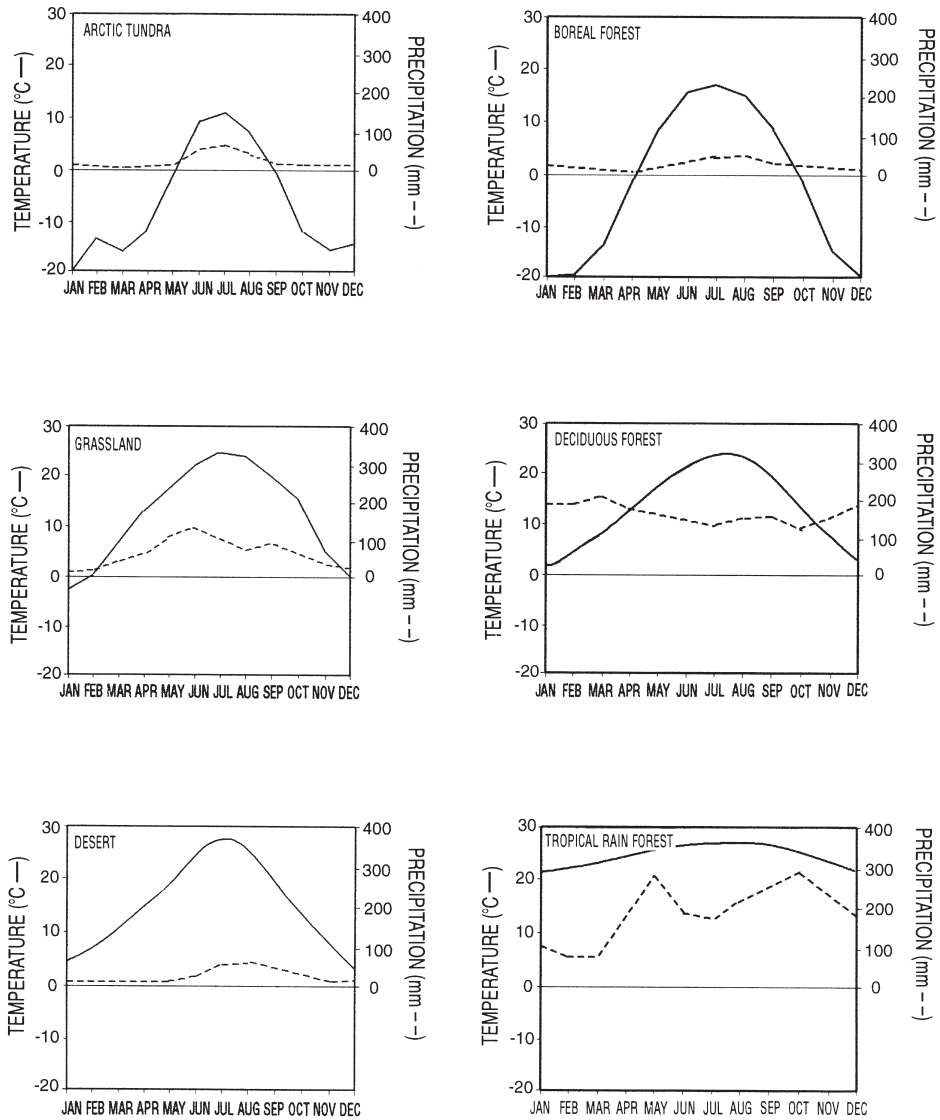 ARCTIC TUNDRA
TEMPERATURE (°C —)
30
20
10
0
-10
-20
400
300
200
100
0
PRECIPITATION (mm - -)
JAN FEB MAR APR MAY JUN JUL AUG SEP OCT NOV DEC
BOREAL FOREST
TEMPERATURE (°C —)
30
20
10
0
-10
-20
400
300
200
100
0
PRECIPITATION (mm - -)
JAN FEB MAR APR MAY JUN JUL AUG SEP OCT NOV DEC
GRASSLAND
TEMPERATURE (°C —)
30
20
10
0
-10
-20
400
300
200
100
0
PRECIPITATION (mm - -)
JAN FEB MAR APR MAY JUN JUL AUG SEP OCT NOV DEC
DECIDUOUS FOREST
TEMPERATURE (°C —)
30
20
10
0
-10
-20
400
300
200
100
0
PRECIPITATION (mm - -)
JAN FEB MAR APR MAY JUN JUL AUG SEP OCT NOV DEC
DESERT
TEMPERATURE (°C —)
30
20
10
0
-10
-20
400
300
200
100
0
PRECIPITATION (mm - -)
JAN FEB MAR APR MAY JUN JUL AUG SEP OCT NOV DEC
TROPICAL RAIN FOREST
TEMPERATURE (°C —)
30
20
10
0
-10
-20
400
300
200
100
0
PRECIPITATION (mm - -)
JAN FEB MAR APR MAY JUN JUL AUG SEP OCT NOV DEC